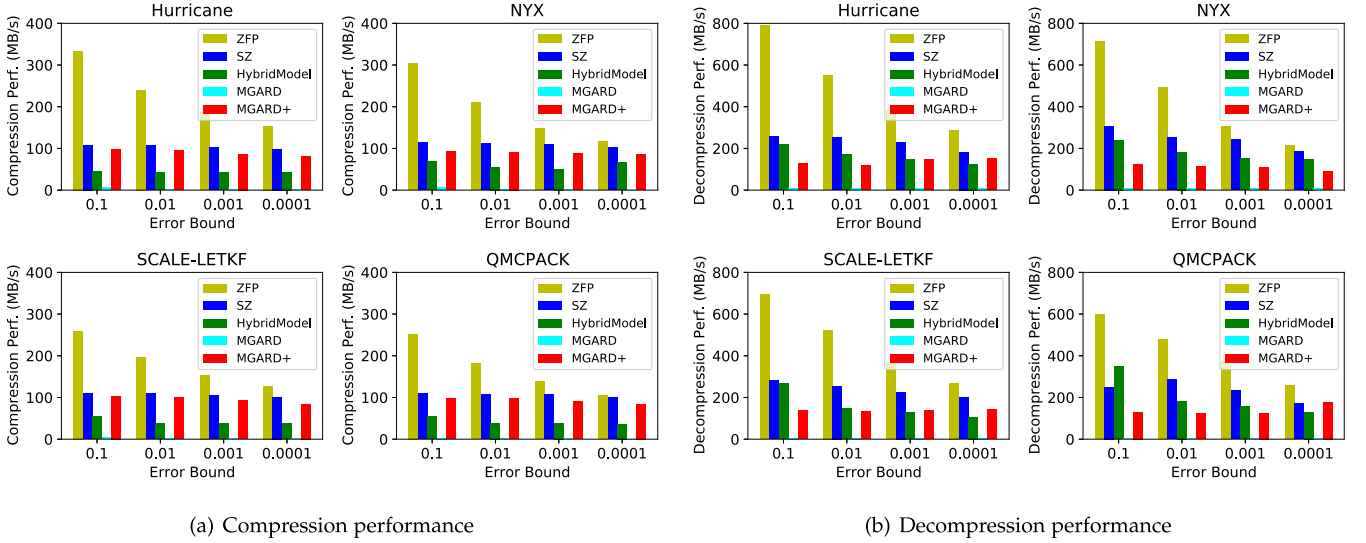 Hurricane
Compression Perf. (MB/s)
400
300
200
100
0
ZFP
SZ
HybridModel
MGARD
MGARD+
0.1 0.01 0.001 0.0001
Error Bound
NYX
Compression Perf. (MB/s)
400
300
200
100
0
ZFP
SZ
HybridModel
MGARD
MGARD+
0.1 0.01 0.001 0.0001
Error Bound
SCALE-LETKF
Compression Perf. (MB/s)
400
300
200
100
0
ZFP
SZ
HybridModel
MGARD
MGARD+
0.1 0.01 0.001 0.0001
Error Bound
QMCPACK
Compression Perf. (MB/s)
400
300
200
100
0
ZFP
SZ
HybridModel
MGARD
MGARD+
0.1 0.01 0.001 0.0001
Error Bound
(a) Compression performance
Hurricane
Decompression Perf. (MB/s)
800
600
400
200
0
ZFP
SZ
HybridModel
MGARD
MGARD+
0.1 0.01 0.001 0.0001
Error Bound
NYX
Decompression Perf. (MB/s)
800
600
400
200
0
ZFP
SZ
HybridModel
MGARD
MGARD+
0.1 0.01 0.001 0.0001
Error Bound
SCALE-LETKF
Decompression Perf. (MB/s)
800
600
400
200
0
ZFP
SZ
HybridModel
MGARD
MGARD+
0.1 0.01 0.001 0.0001
Error Bound
QMCPACK
Decompression Perf. (MB/s)
800
600
400
200
0
ZFP
SZ
HybridModel
MGARD
MGARD+
0.1 0.01 0.001 0.0001
Error Bound
(b) Decompression performance